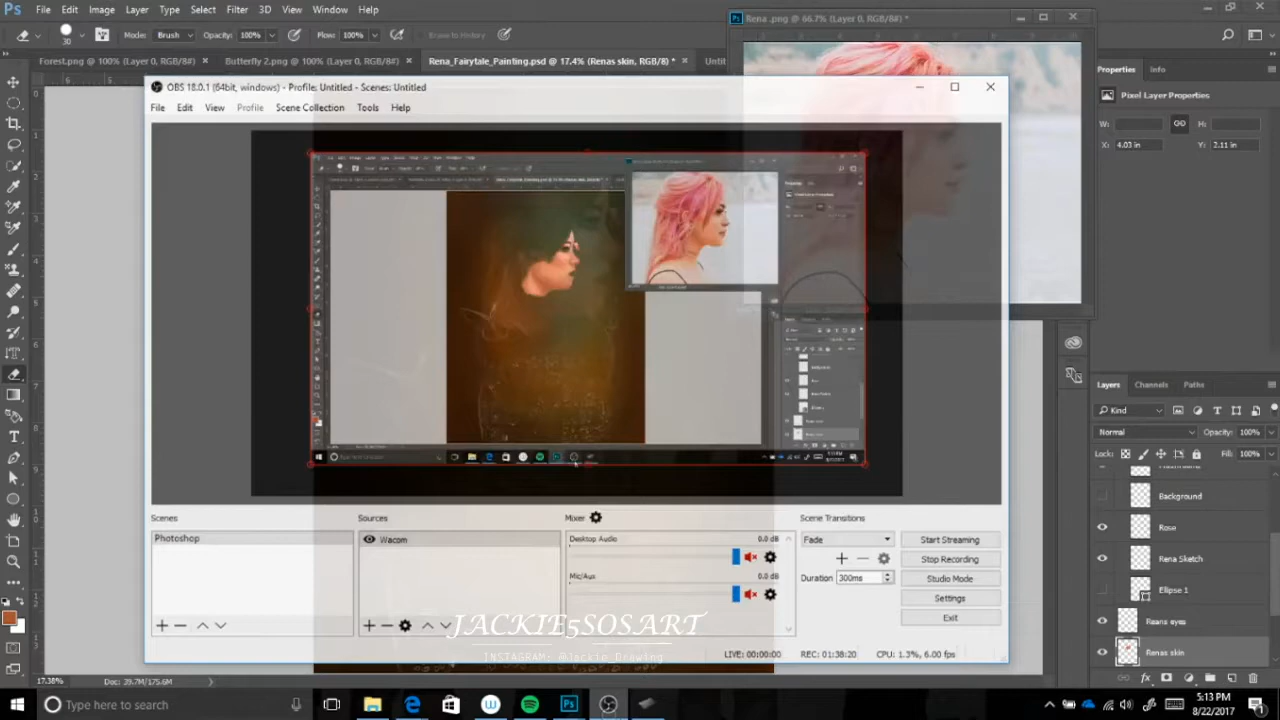 Ps File Edit Image Layer Type Select Filter 3D View Window Help
Rena .png @ 66.7% (Layer 0, RGB/8#) *
30 Mode: Brush Opacity: 100% Flow: 100% Erase to History
Forest.png @ 100% (Layer 0, RGB/8#) Butterfly 2.png @ 100% (Layer 0, RGB/8#) Rena_Fairytale_Painting.psd @ 17.4% (Renas skin, RGB/8) * Untit
Properties Info
OBS 18.0.1 (64bit, windows) - Profile: Untitled - Scenes: Untitled
File Edit View Profile Scene Collection Tools Help
Pixel Layer Properties
W: H:
X: 4.03 in Y: 2.11 in
Layers Channels Paths
Kind
Normal Opacity: 100%
Lock: Fill: 100%
Background
Rose
Rena Sketch
Ellipse 1
Reans eyes
Renas skin
Scenes Sources Mixer Scene Transitions
Photoshop Wacom Desktop Audio 0.0 dB Fade Start Streaming
Stop Recording
Mic/Aux 0.0 dB Duration 300ms Studio Mode
Settings
Exit
JACKIE5SOSART
INSTAGRAM: @Jackie_Drawing
LIVE: 00:00:00 REC: 01:38:20 CPU: 1.3%, 6.00 fps
17.38% Doc: 39.7M/175.6M
Type here to search
5:13 PM
8/22/2017